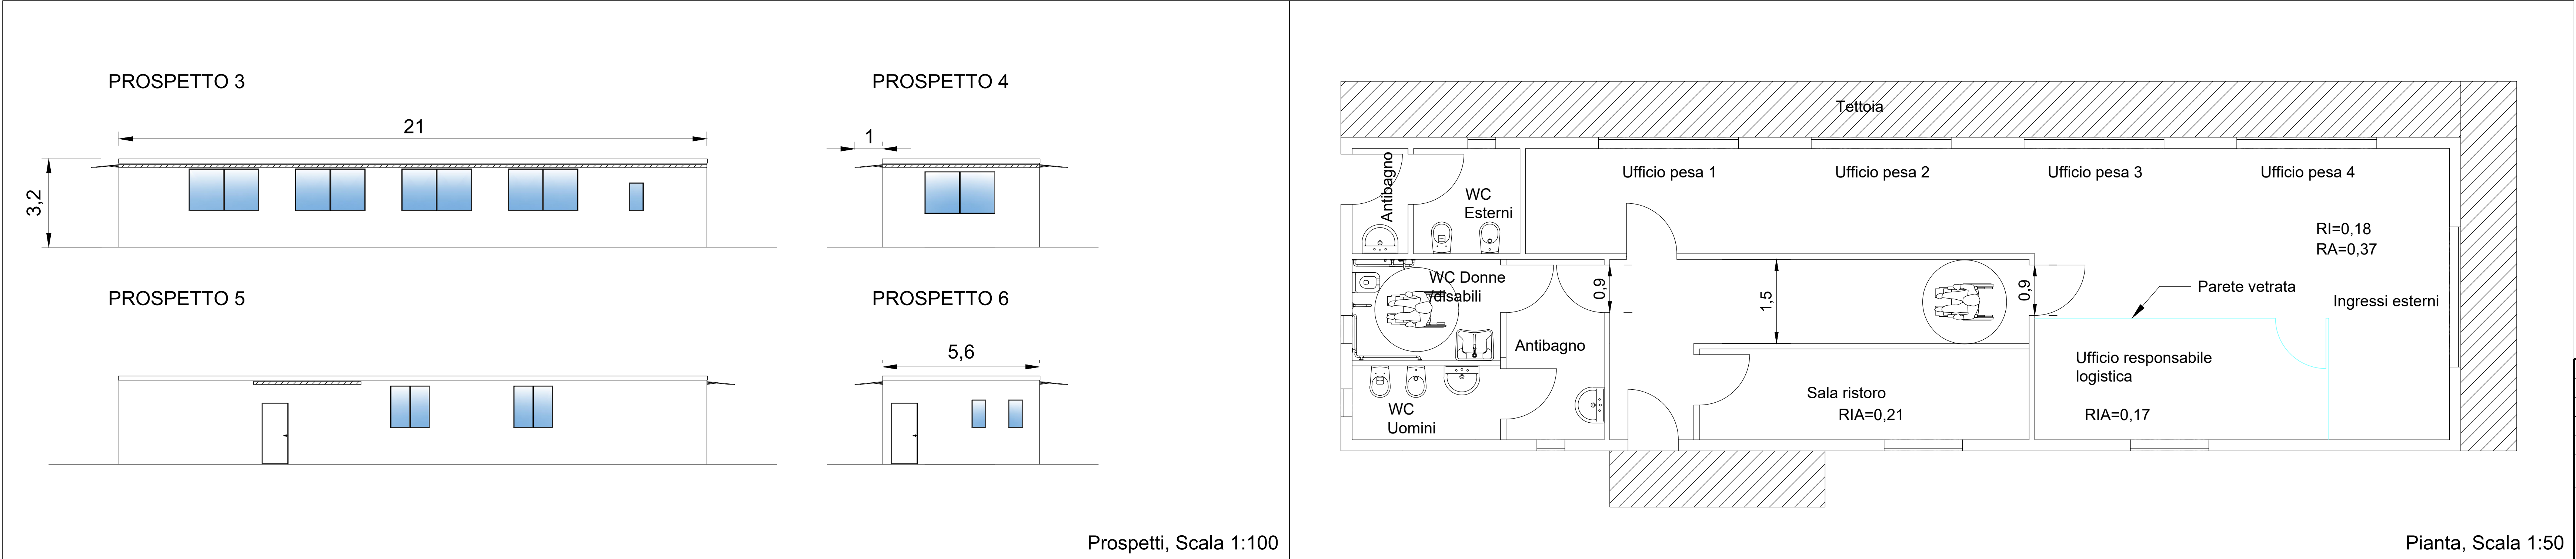 PROSPETTO 3
21
3,2
PROSPETTO 4
1
PROSPETTO 5
PROSPETTO 6
5,6
Prospetti, Scala 1:100
Tettoia
Antibagno
WC
Esterni
Ufficio pesa 1
Ufficio pesa 2
Ufficio pesa 3
Ufficio pesa 4
RI=0,18
RA=0,37
WC Donne
/disabili
0,9
1,5
0,9
Parete vetrata
Ingressi esterni
Antibagno
Ufficio responsabile
logistica
Sala ristoro
RIA=0,21
RIA=0,17
WC
Uomini
Pianta, Scala 1:50